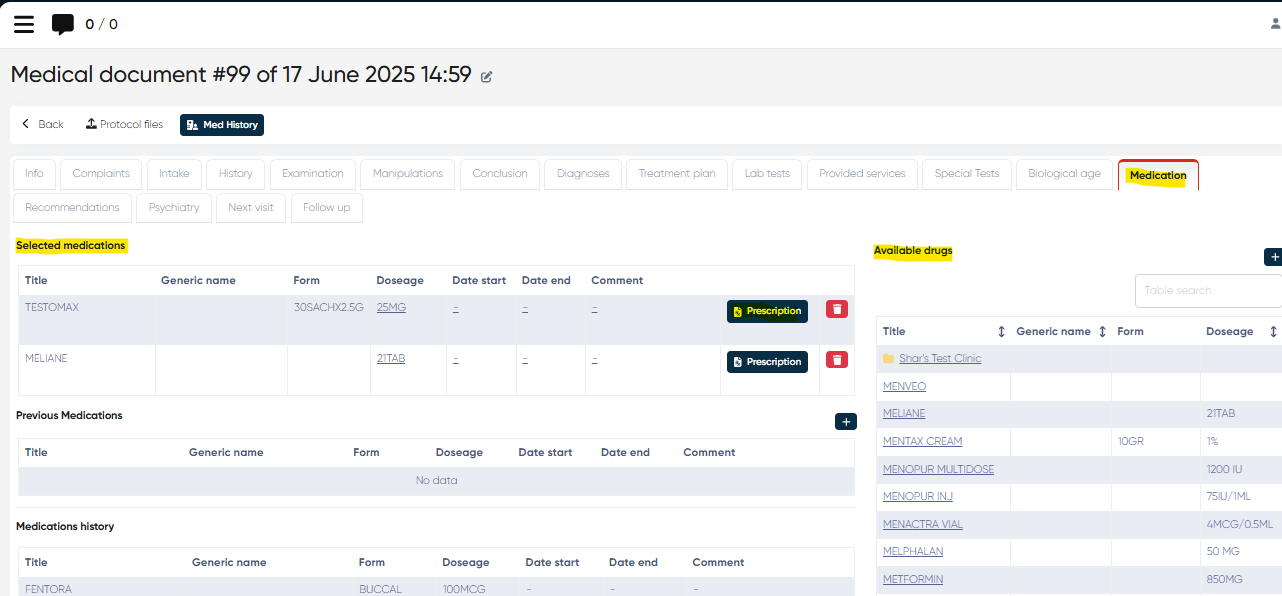 0 / 0
Medical document #99 of 17 June 2025 14:59
Back Protocol files Med History
Info Complaints Intake History Examination Manipulations Conclusion Diagnoses Treatment plan Lab tests Provided services Special Tests Biological age Medication
Recommendations Psychiatry Next visit Follow up
Selected medications
Title Generic name Form Doseage Date start Date end Comment
TESTOMAX 30SACHX2.5G 25MG - - - Prescription
MELIANE 21TAB - - - Prescription
Previous Medications
+
Title Generic name Form Doseage Date start Date end Comment
No data
Medications history
Title Generic name Form Doseage Date start Date end Comment
FENTORA BUCCAL 100MCG - - -
Available drugs
+
Table search
Title Generic name Form Doseage
Shar's Test Clinic
MENVEO
MELIANE 21TAB
MENTAX CREAM 10GR 1%
MENOPUR MULTIDOSE 1200 IU
MENOPUR INJ 75IU/1ML
MENACTRA VIAL 4MCG/0.5ML
MELPHALAN 50 MG
METFORMIN 850MG